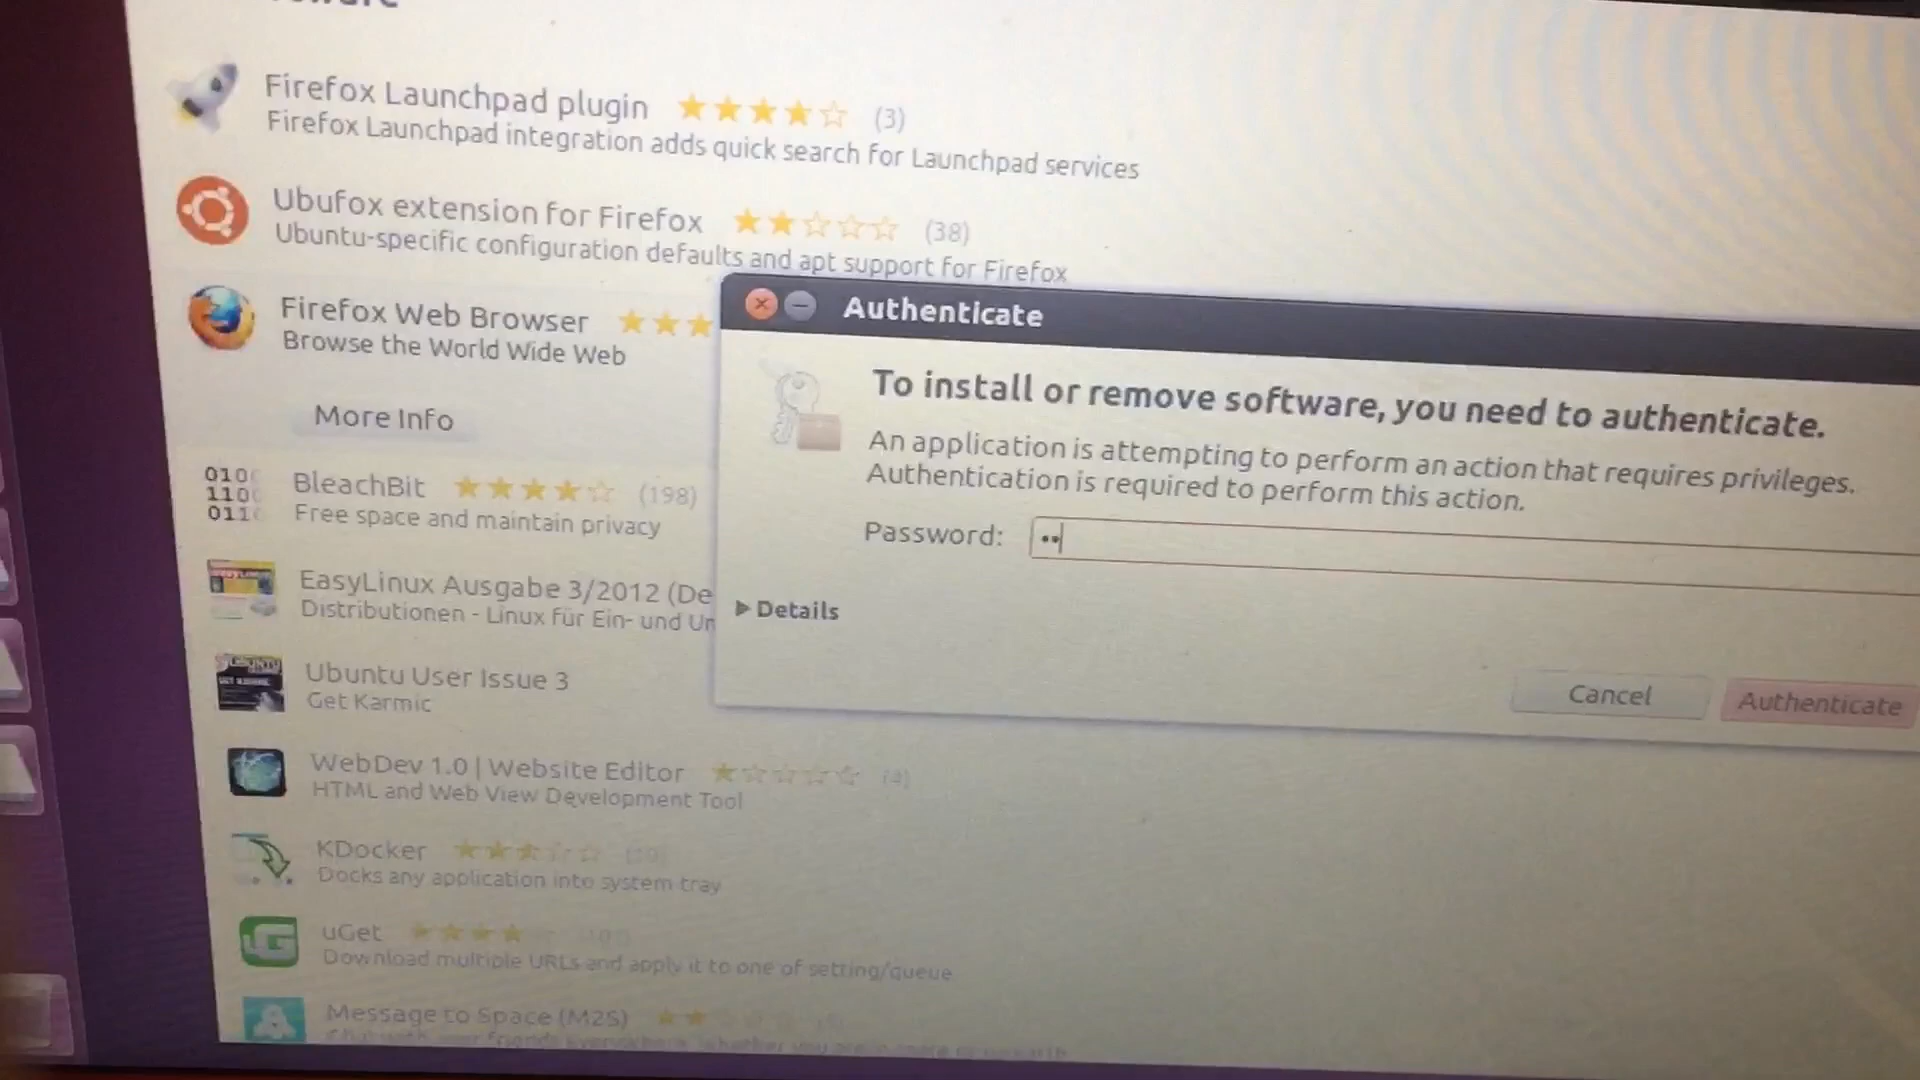 Firefox Launchpad plugin (3)
Firefox Launchpad integration adds quick search for Launchpad services
Ubufox extension for Firefox (38)
Ubuntu-specific configuration defaults and apt support for Firefox
Firefox Web Browser
Browse the World Wide Web
More Info
Authenticate
To install or remove software, you need to authenticate.
An application is attempting to perform an action that requires privileges.
Authentication is required to perform this action.
Password: ••
Details
Cancel Authenticate
BleachBit (198)
Free space and maintain privacy
EasyLinux Ausgabe 3/2012 (De
Distributionen - Linux für Ein- und Um
Ubuntu User Issue 3
Get Karmic
WebDev 1.0 | Website Editor (4)
HTML and Web View Development Tool
KDocker
Docks any application into system tray
uGet
Download multiple URLs and apply it to one of setting/queue
Message to Space (M2S)